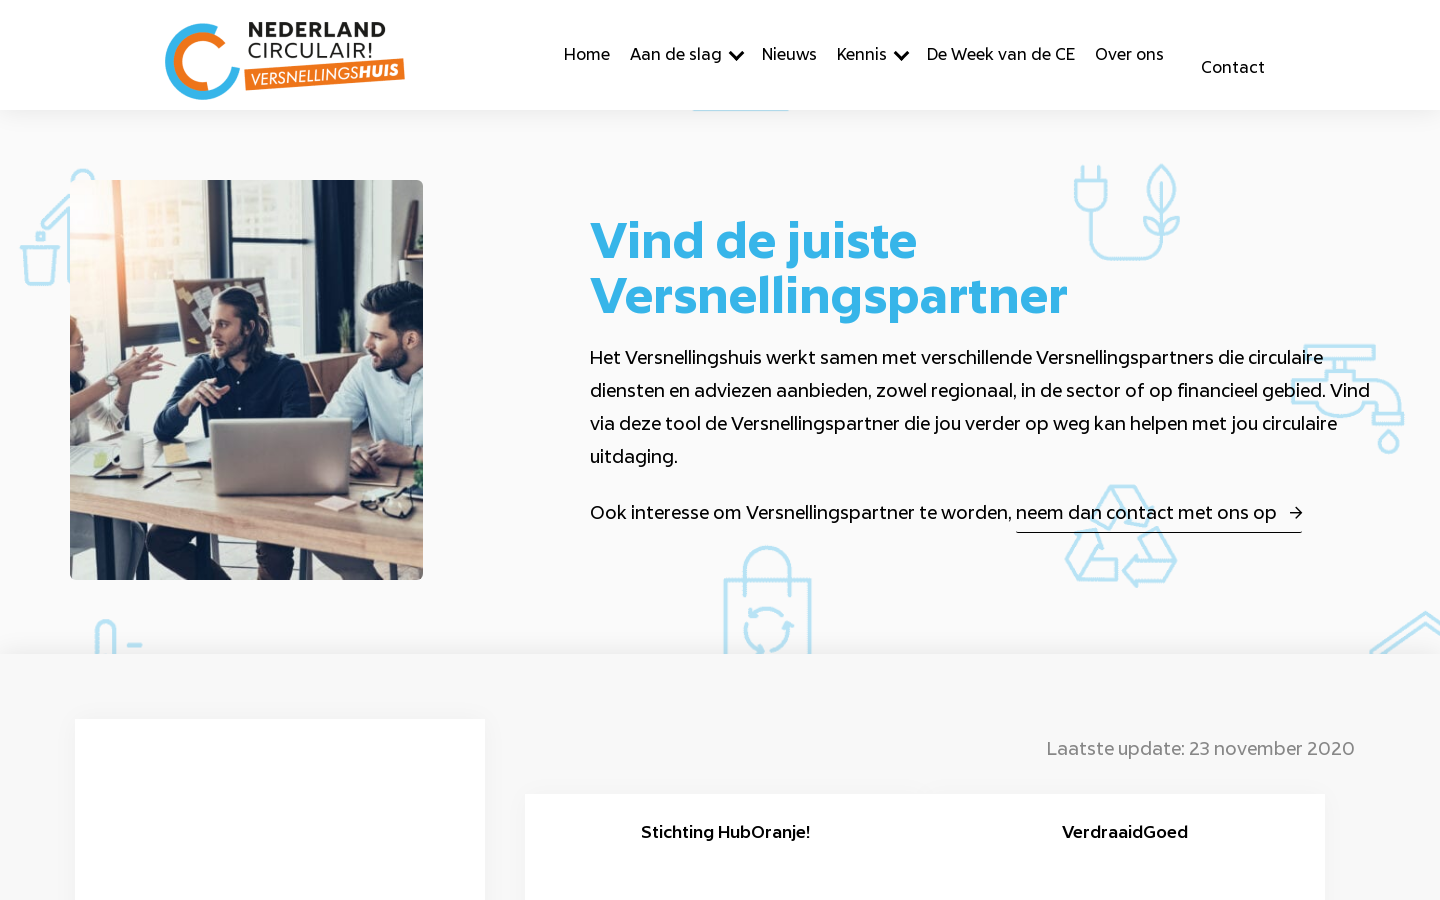 NEDERLAND
CIRCULAIR!
VERSNELLINGSHUIS
Home Aan de slag Nieuws Kennis De Week van de CE Over ons Contact
Vind de juiste
Versnellingspartner
Het Versnellingshuis werkt samen met verschillende Versnellingspartners die circulaire
diensten en adviezen aanbieden, zowel regionaal, in de sector of op financieel gebied. Vind
via deze tool de Versnellingspartner die jou verder op weg kan helpen met jou circulaire
uitdaging.
Ook interesse om Versnellingspartner te worden, neem dan contact met ons op →
Laatste update: 23 november 2020
Stichting HubOranje! VerdraaidGoed